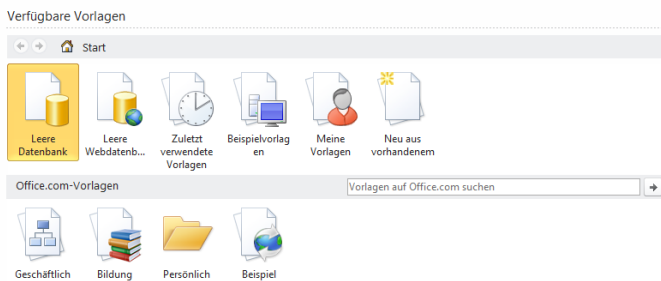 Verfügbare Vorlagen
Start
Leere
Datenbank
Leere
Webdatenb...
Zuletzt
verwendete
Vorlagen
Beispielvorlag
en
Meine
Vorlagen
Neu aus
vorhandenem
Office.com-Vorlagen
Vorlagen auf Office.com suchen
Geschäftlich
Bildung
Persönlich
Beispiel